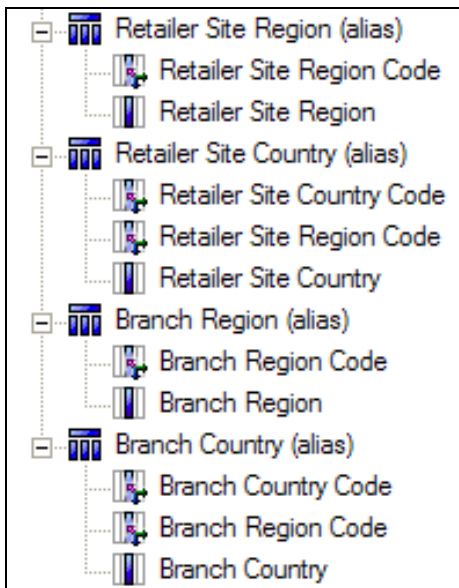 Retailer Site Region (alias)
Retailer Site Region Code
Retailer Site Region
Retailer Site Country (alias)
Retailer Site Country Code
Retailer Site Region Code
Retailer Site Country
Branch Region (alias)
Branch Region Code
Branch Region
Branch Country (alias)
Branch Country Code
Branch Region Code
Branch Country